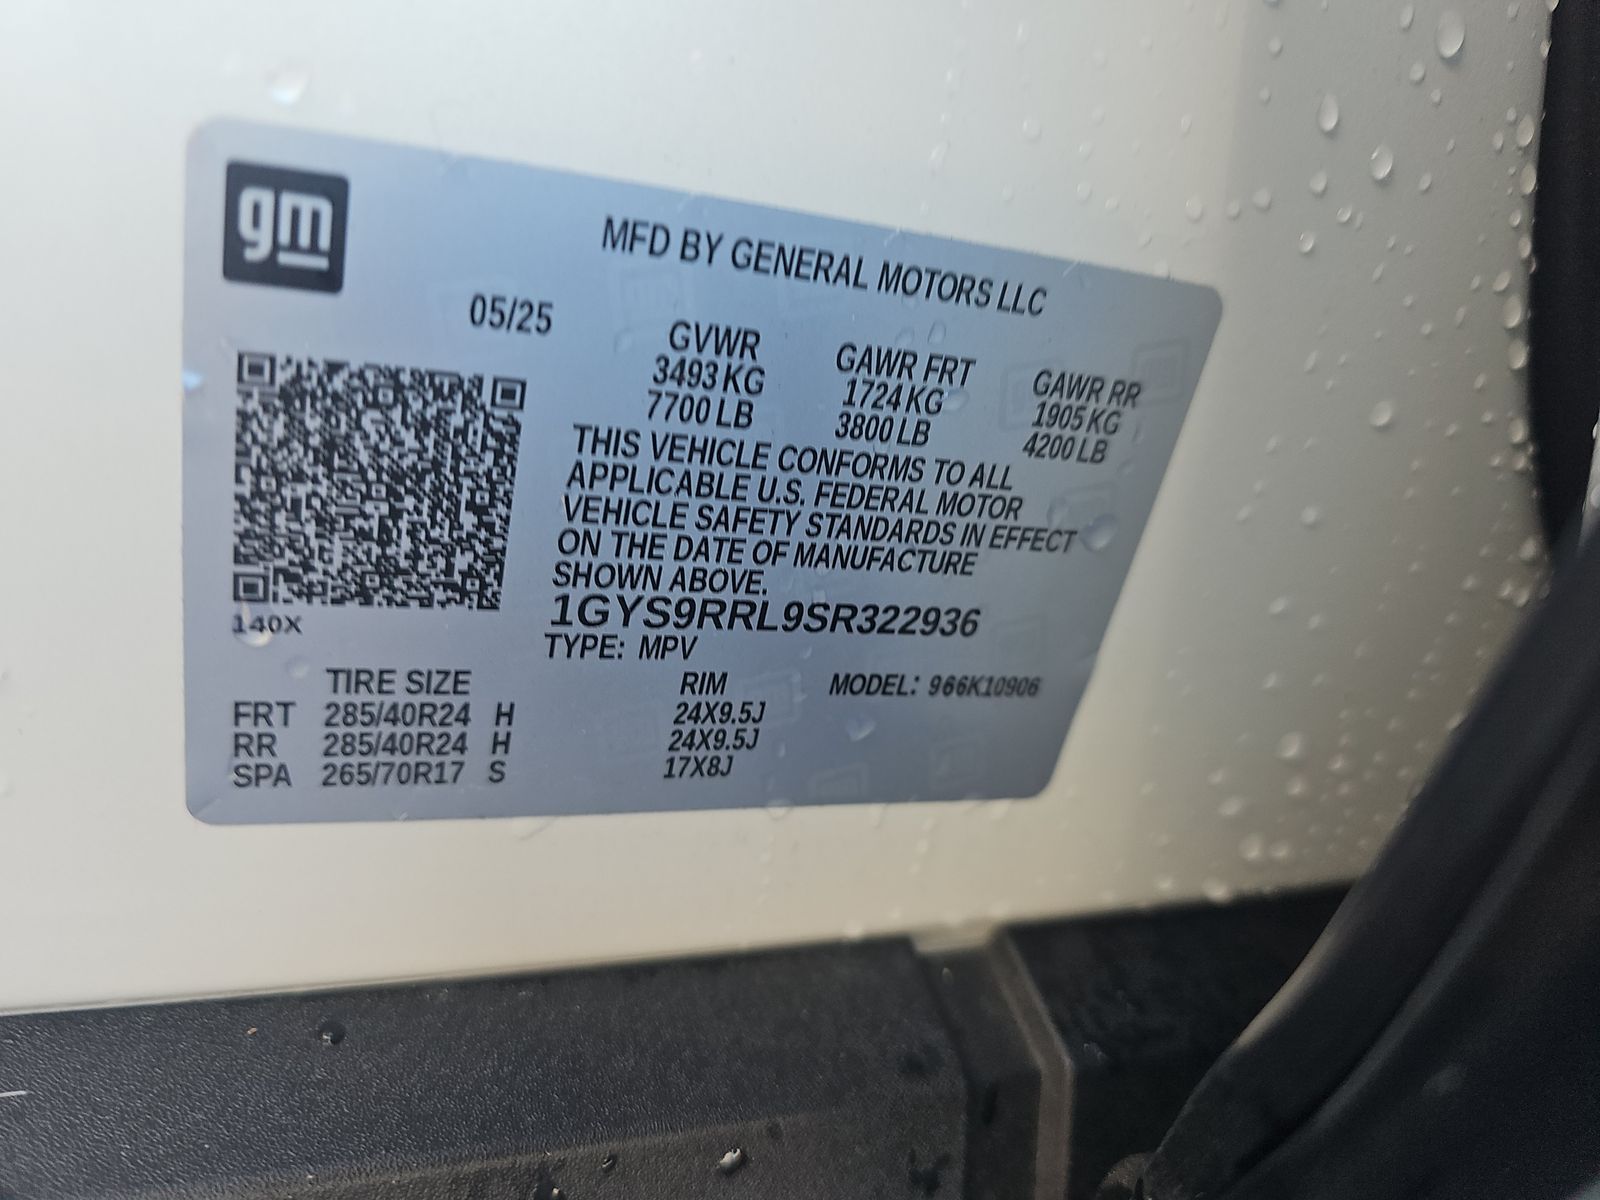 gm
MFD BY GENERAL MOTORS LLC
05/25
GVWR GAWR FRT GAWR RR
3493 KG 1724 KG 1905 KG
7700 LB 3800 LB 4200 LB
THIS VEHICLE CONFORMS TO ALL
APPLICABLE U.S. FEDERAL MOTOR
VEHICLE SAFETY STANDARDS IN EFFECT
ON THE DATE OF MANUFACTURE
SHOWN ABOVE.
140X
1GYS9RRL9SR322936
TYPE: MPV
TIRE SIZE RIM MODEL: 966K10906
FRT 285/40R24 H 24X9.5J
RR 285/40R24 H 24X9.5J
SPA 265/70R17 S 17X8J